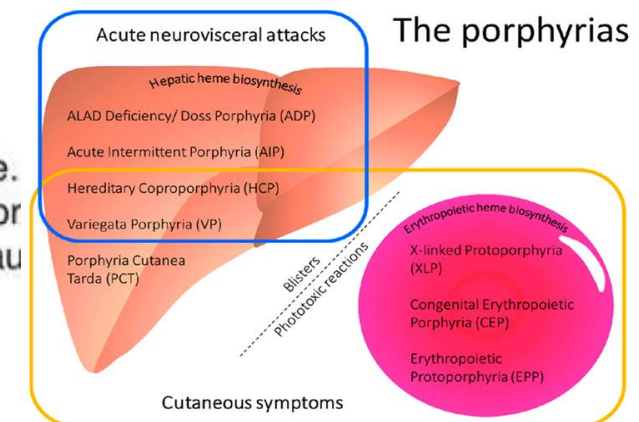 Acute neurovisceral attacks
The porphyrias
Hepatic heme biosynthesis
ALAD Deficiency/ Doss Porphyria (ADP)
Acute Intermittent Porphyria (AIP)
Hereditary Coproporphyria (HCP)
Variegata Porphyria (VP)
Porphyria Cutanea
Tarda (PCT)
Blisters
Phototoxic reactions
Erythropoietic heme biosynthesis
X-linked Protoporphyria
(XLP)
Congenital Erythropoietic
Porphyria (CEP)
Erythropoietic
Protoporphyria (EPP)
Cutaneous symptoms